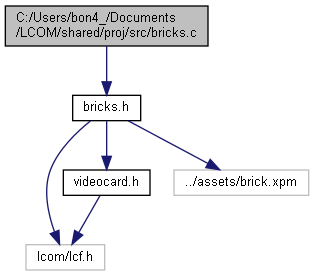 C:/Users/bon4_/Documents
/LCOM/shared/proj/src/bricks.c
bricks.h
videocard.h
../assets/brick.xpm
lcom/lcf.h